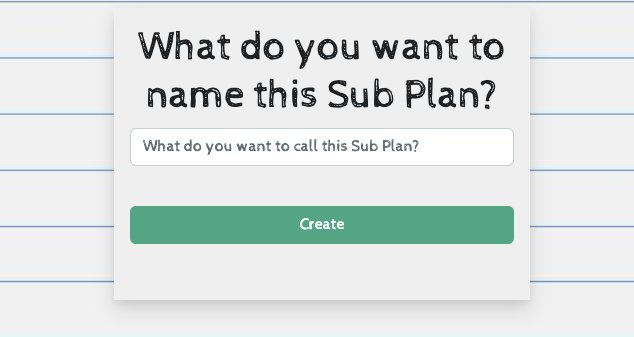 What do you want to
name this Sub Plan?
What do you want to call this Sub Plan?
Create